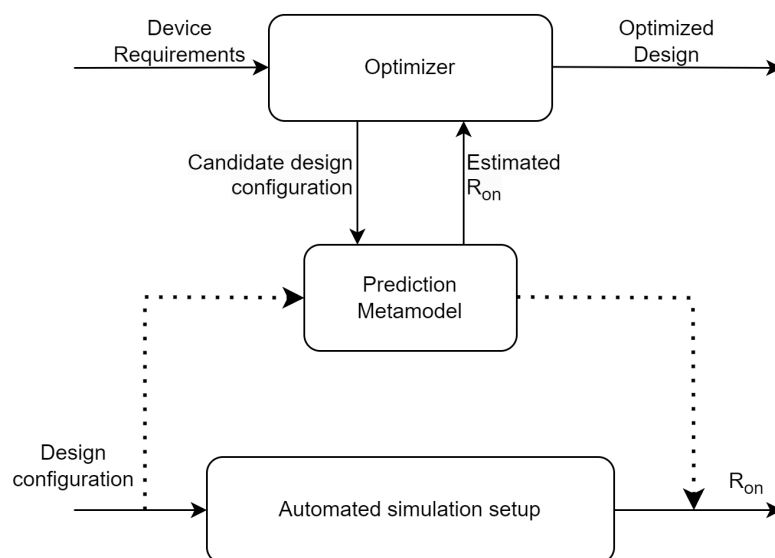 Device
Requirements
Optimizer
Optimized
Design
Candidate design
configuration
Estimated
Ron
Prediction
Metamodel
Design
configuration
Automated simulation setup
Ron